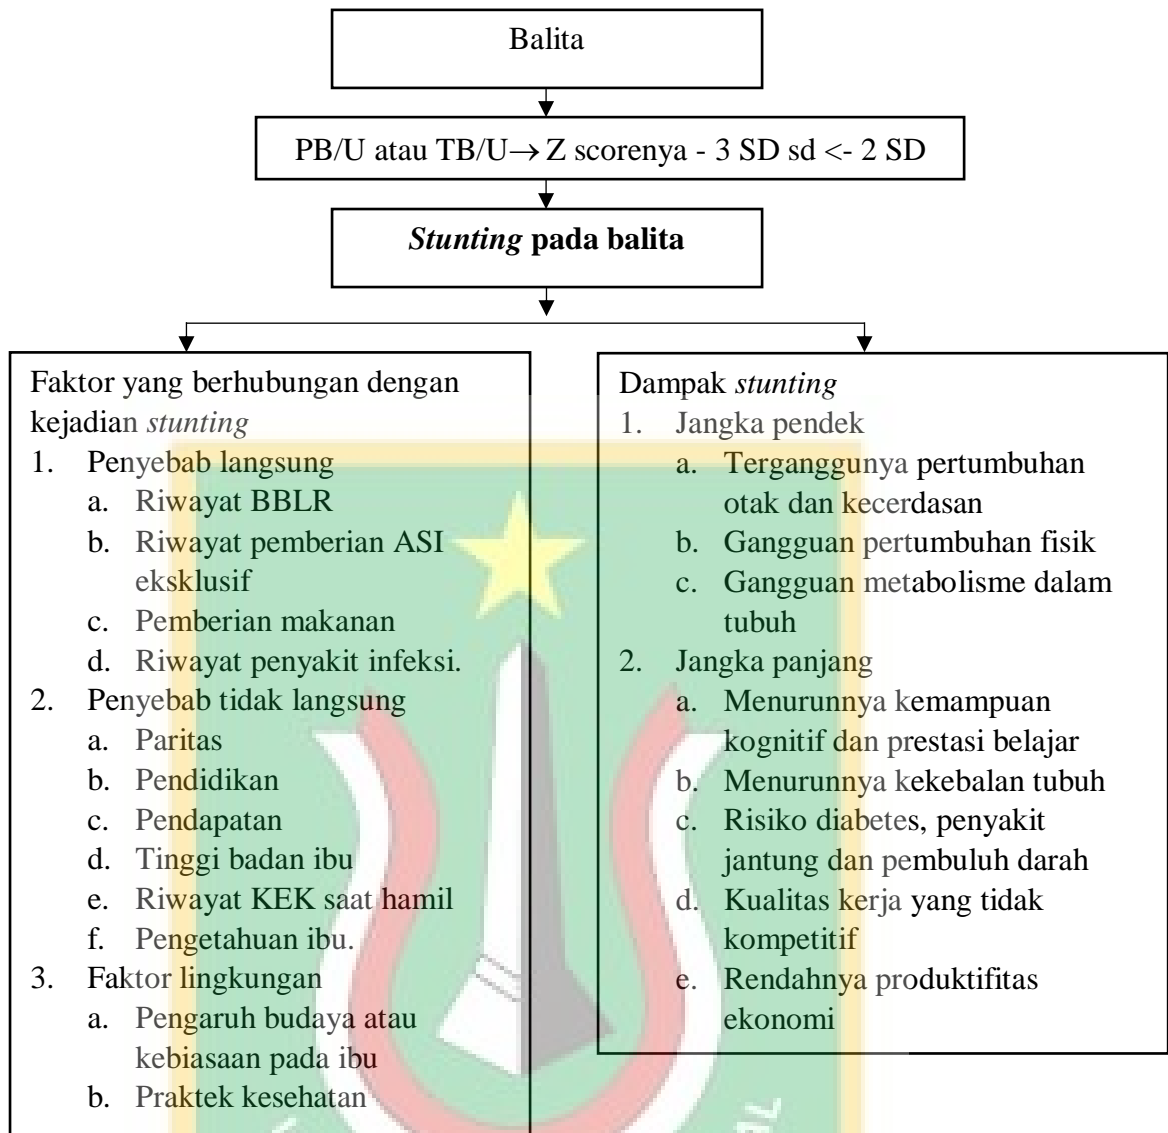 Balita
PB/U atau TB/U→ Z scorenya - 3 SD sd <- 2 SD
Stunting pada balita
Faktor yang berhubungan dengan
kejadian stunting
1. Penyebab langsung
a. Riwayat BBLR
b. Riwayat pemberian ASI
eksklusif
c. Pemberian makanan
d. Riwayat penyakit infeksi.
2. Penyebab tidak langsung
a. Paritas
b. Pendidikan
c. Pendapatan
d. Tinggi badan ibu
e. Riwayat KEK saat hamil
f. Pengetahuan ibu.
3. Faktor lingkungan
a. Pengaruh budaya atau
kebiasaan pada ibu
b. Praktek kesehatan
Dampak stunting
1. Jangka pendek
a. Terganggunya pertumbuhan
otak dan kecerdasan
b. Gangguan pertumbuhan fisik
c. Gangguan metabolisme dalam
tubuh
2. Jangka panjang
a. Menurunnya kemampuan
kognitif dan prestasi belajar
b. Menurunnya kekebalan tubuh
c. Risiko diabetes, penyakit
jantung dan pembuluh darah
d. Kualitas kerja yang tidak
kompetitif
e. Rendahnya produktifitas
ekonomi